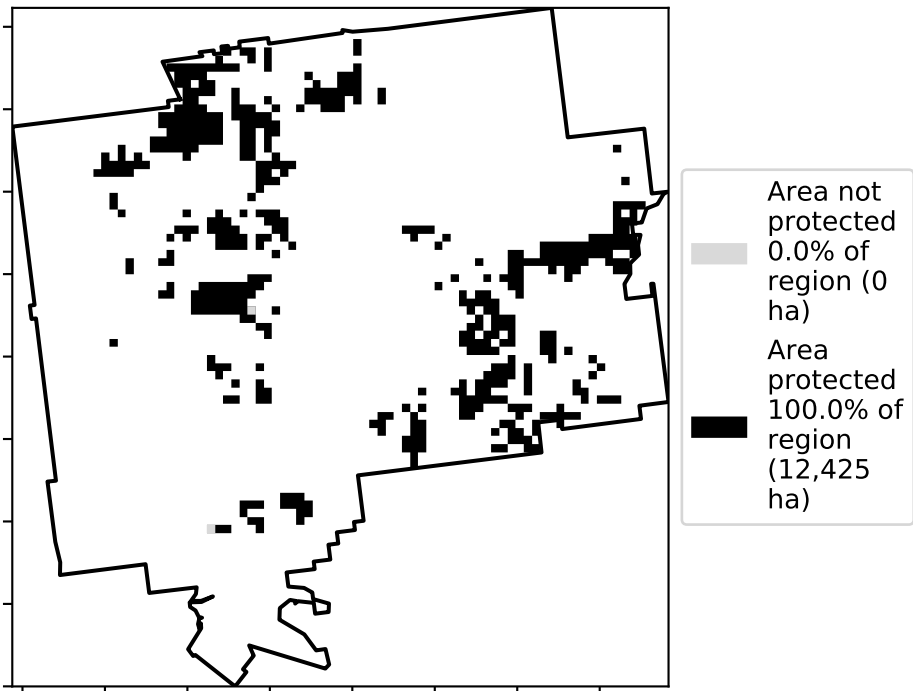 Area not
protected
0.0% of
region (0
ha)
Area
protected
100.0% of
region
(12,425
ha)